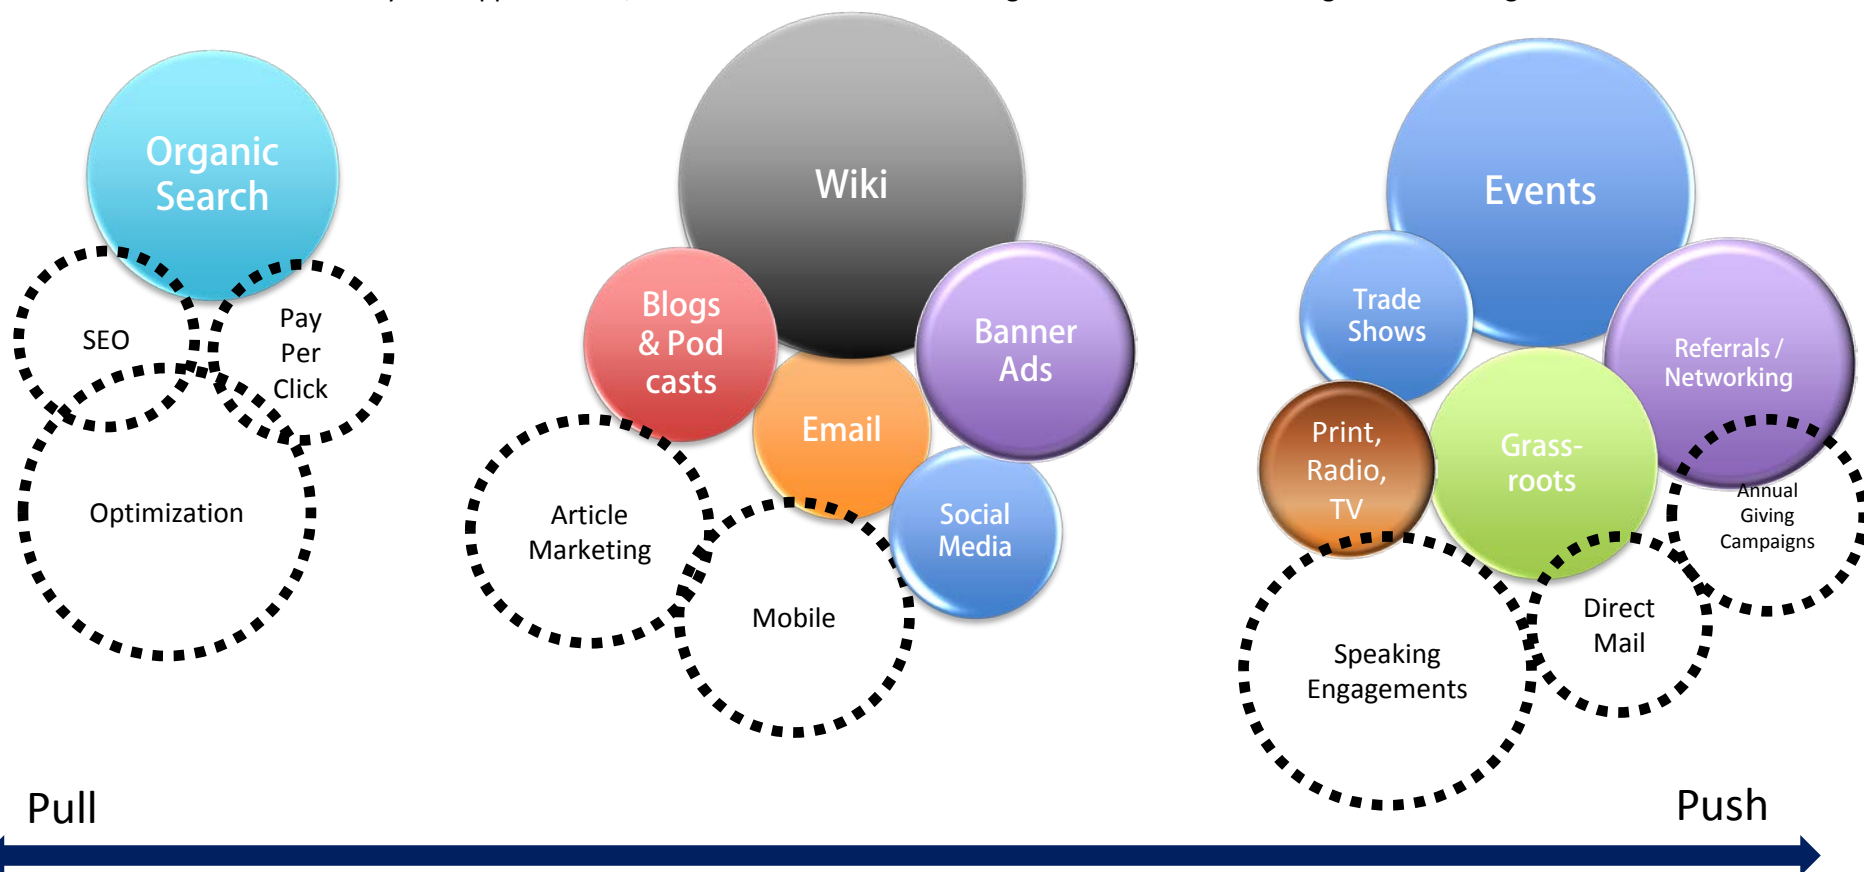 Organic
Search
SEO
Pay
Per
Click
Optimization
Wiki
Blogs
& Pod
casts
Banner
Ads
Email
Article
Marketing
Social
Media
Mobile
Events
Trade
Shows
Referrals /
Networking
Print,
Radio,
TV
Grass-
roots
Annual
Giving
Campaigns
Direct
Mail
Speaking
Engagements
Pull
Push